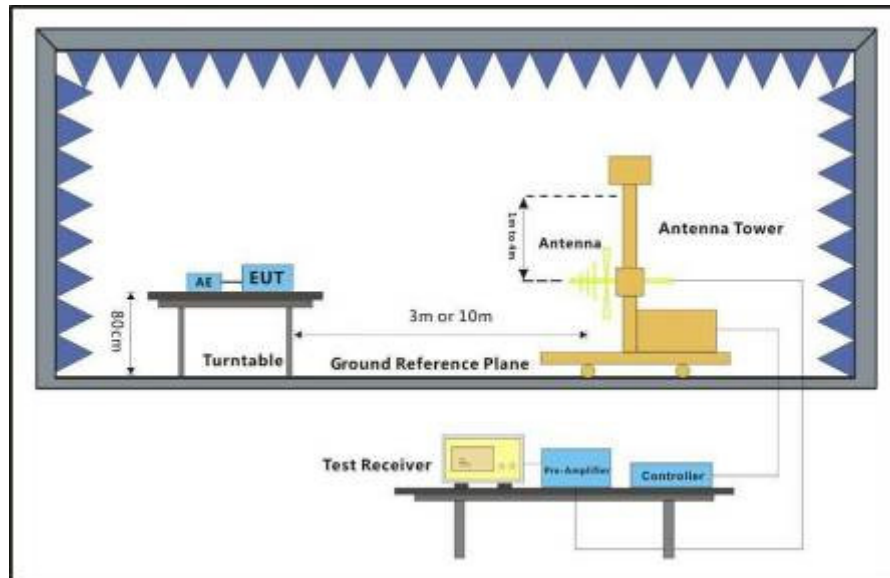 1m to 4m
Antenna
Antenna Tower
AE
EUT
80cm
3m or 10m
Turntable
Ground Reference Plane
Test Receiver
Pre-Amplifier
Controller